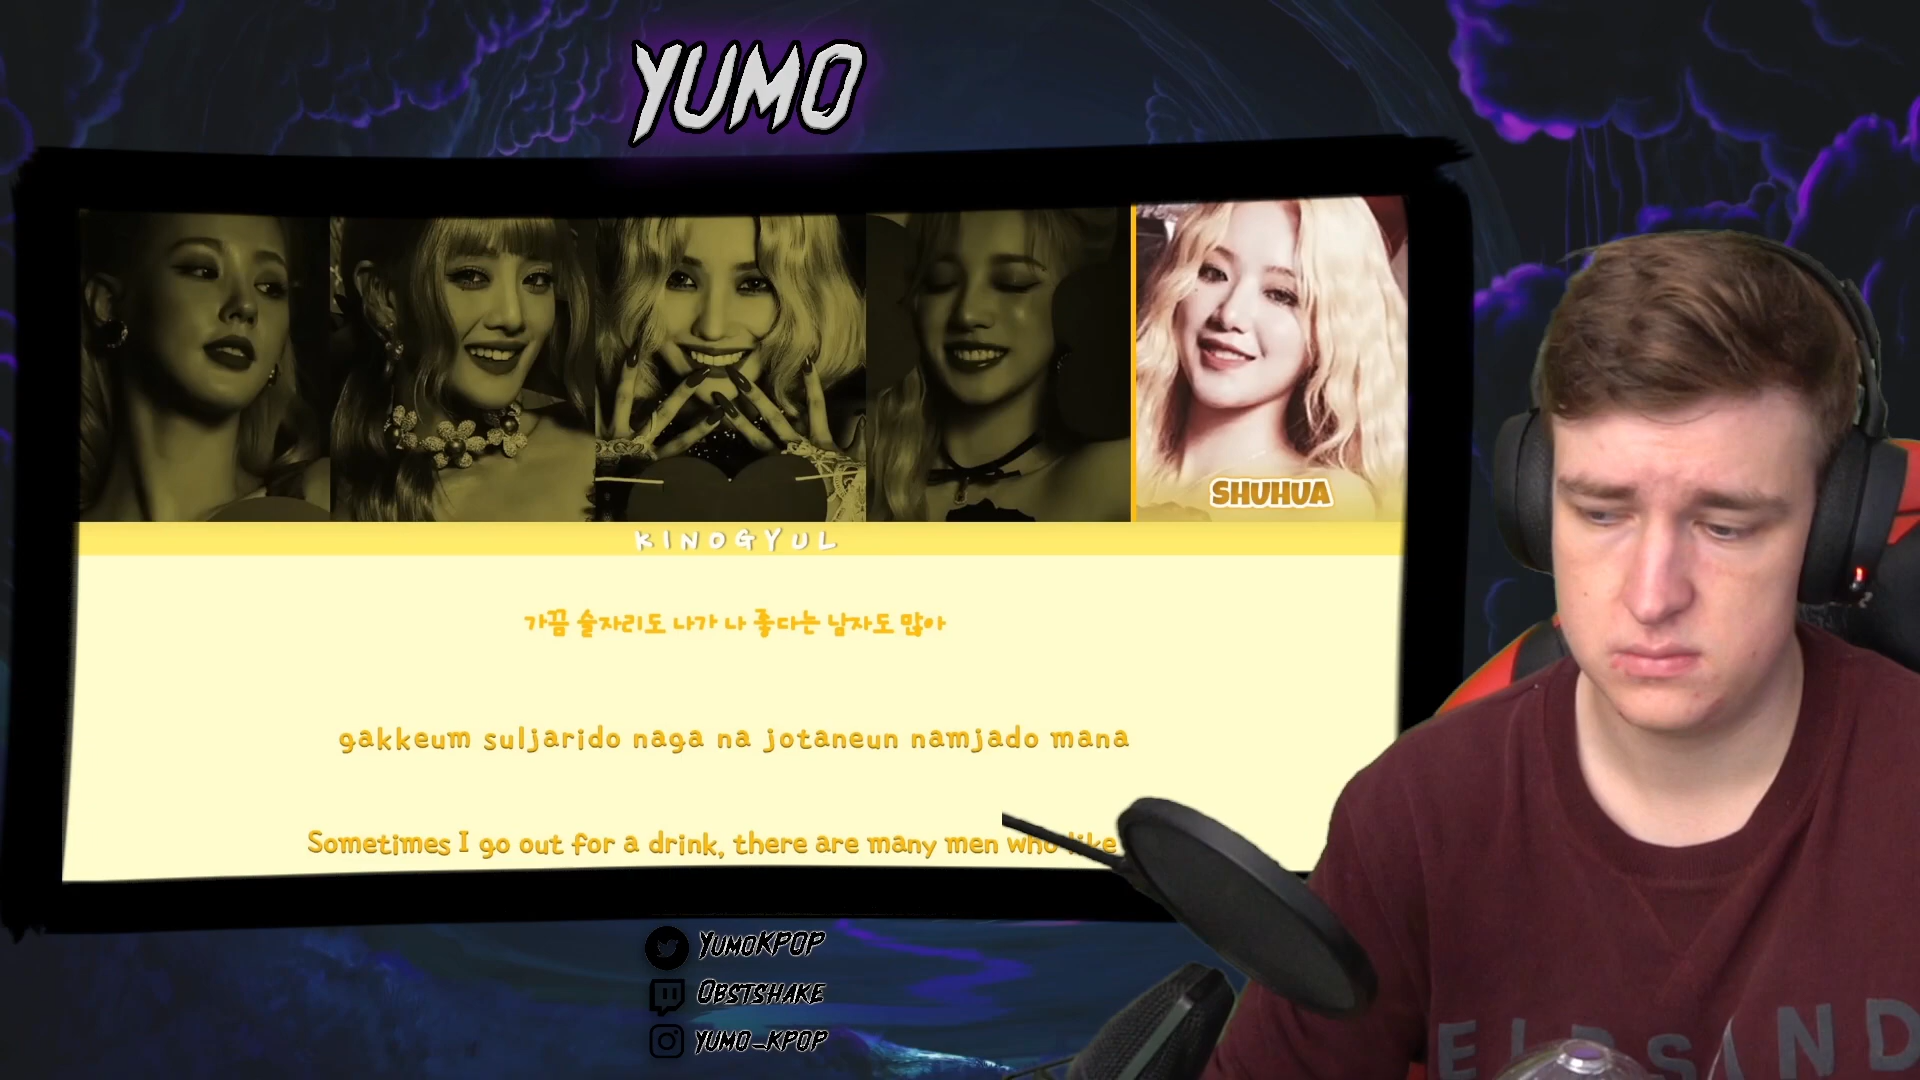 YUMO
SHUHUA
KINOGYUL
가끔 술자리도 나가 나 좋다는 남자도 많아
gakkeum suljarido naga na jotaneun namjado mana
Sometimes I go out for a drink, there are many men who like
YUMOKPOP
OBSTSHAKE
YUMO_KPOP